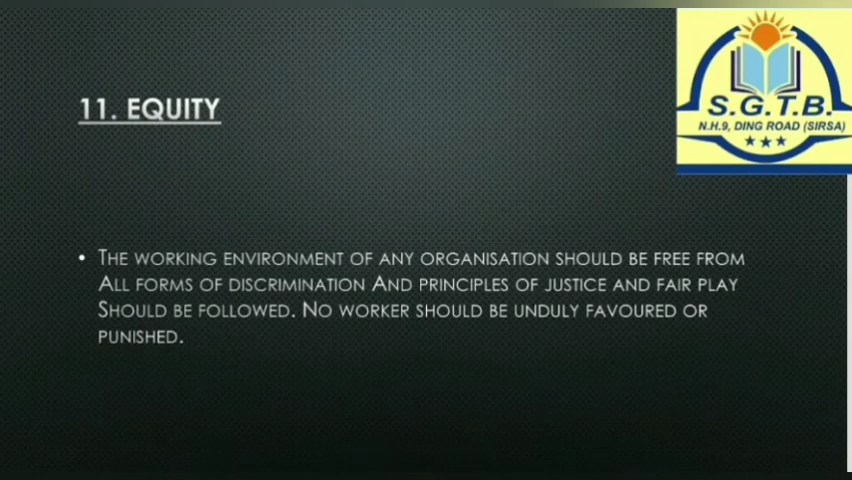 11. EQUITY
S.G.T.B.
N.H.9, DING ROAD (SIRSA)
• THE WORKING ENVIRONMENT OF ANY ORGANISATION SHOULD BE FREE FROM
ALL FORMS OF DISCRIMINATION AND PRINCIPLES OF JUSTICE AND FAIR PLAY
SHOULD BE FOLLOWED. NO WORKER SHOULD BE UNDULY FAVOURED OR
PUNISHED.